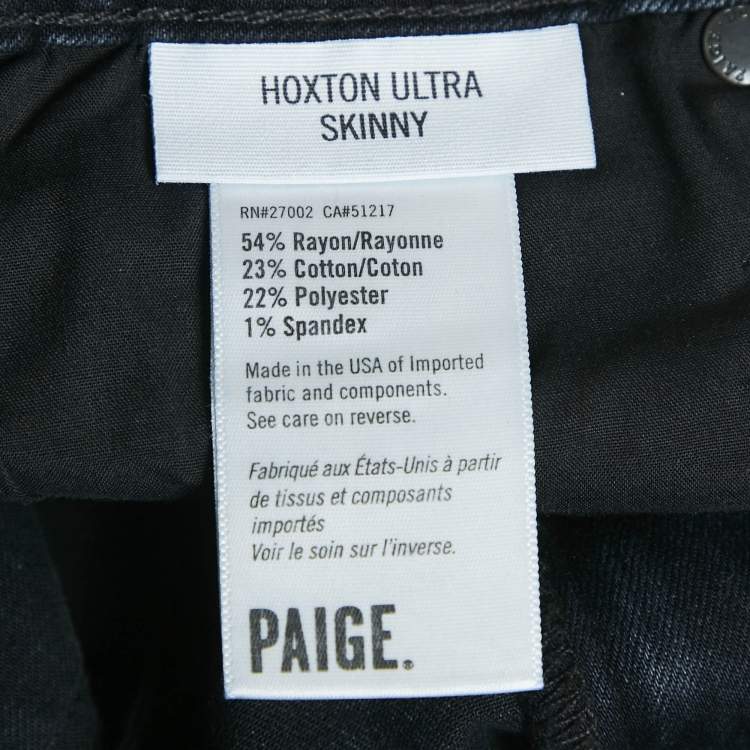 HOXTON ULTRA
SKINNY
PAIGE
RN#27002 CA#51217
54% Rayon/Rayonne
23% Cotton/Coton
22% Polyester
1% Spandex
Made in the USA of Imported
fabric and components.
See care on reverse.
Fabriqué aux États-Unis à partir
de tissus et composants
importés
Voir le soin sur l'inverse.
PAIGE.